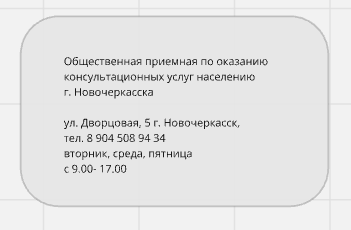 Общественная приемная по оказанию
консультационных услуг населению
г. Новочеркасска
ул. Дворцовая, 5 г. Новочеркасск,
тел. 8 904 508 94 34
вторник, среда, пятница
с 9.00- 17.00